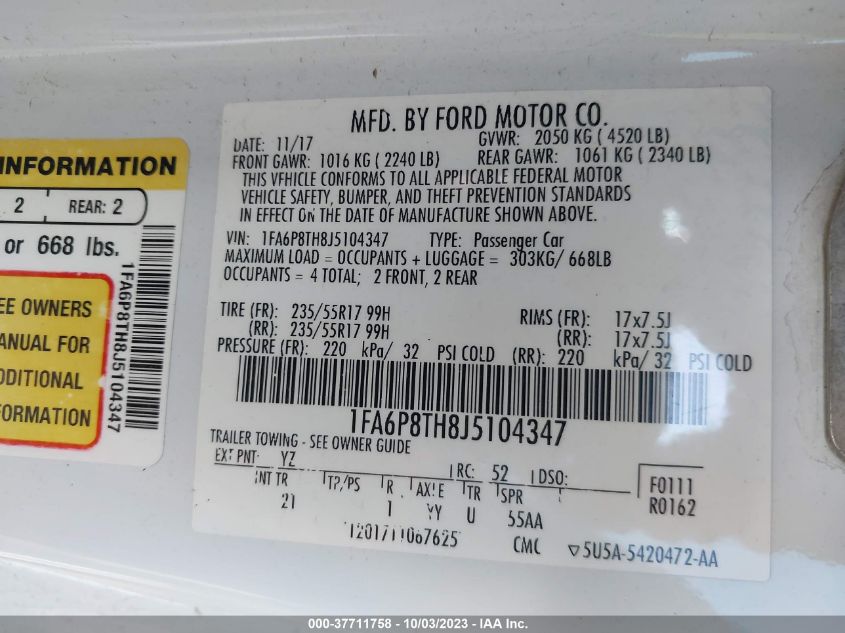 INFORMATION
2 REAR: 2
or 668 lbs.
EE OWNERS
ANUAL FOR
DDITIONAL
FORMATION
1FA6P8TH8J5104347
MFD. BY FORD MOTOR CO.
DATE: 11/17 GVWR: 2050 KG ( 4520 LB)
FRONT GAWR: 1016 KG ( 2240 LB) REAR GAWR: 1061 KG ( 2340 LB)
THIS VEHICLE CONFORMS TO ALL APPLICABLE FEDERAL MOTOR
VEHICLE SAFETY, BUMPER, AND THEFT PREVENTION STANDARDS
IN EFFECT ON THE DATE OF MANUFACTURE SHOWN ABOVE.
VIN: 1FA6P8TH8J5104347 TYPE: Passenger Car
MAXIMUM LOAD = OCCUPANTS + LUGGAGE = 303KG/ 668LB
OCCUPANTS = 4 TOTAL; 2 FRONT, 2 REAR
TIRE (FR): 235/55R17 99H RIMS (FR): 17x7.5J
(RR): 235/55R17 99H (RR): 17x7.5J
PRESSURE (FR): 220 kPa/ 32 PSI COLD (RR): 220 kPa/ 32 PSI COLD
1FA6P8TH8J5104347
TRAILER TOWING - SEE OWNER GUIDE
EXT PNT: YZ RC: 52 DSO: F0111
INT TR TP/PS R AXLE TR SPR R0162
21 1 YY U 55AA
1201711067625 CMC ▽5U5A-5420472-AA
000-37711758 - 10/03/2023 - IAA